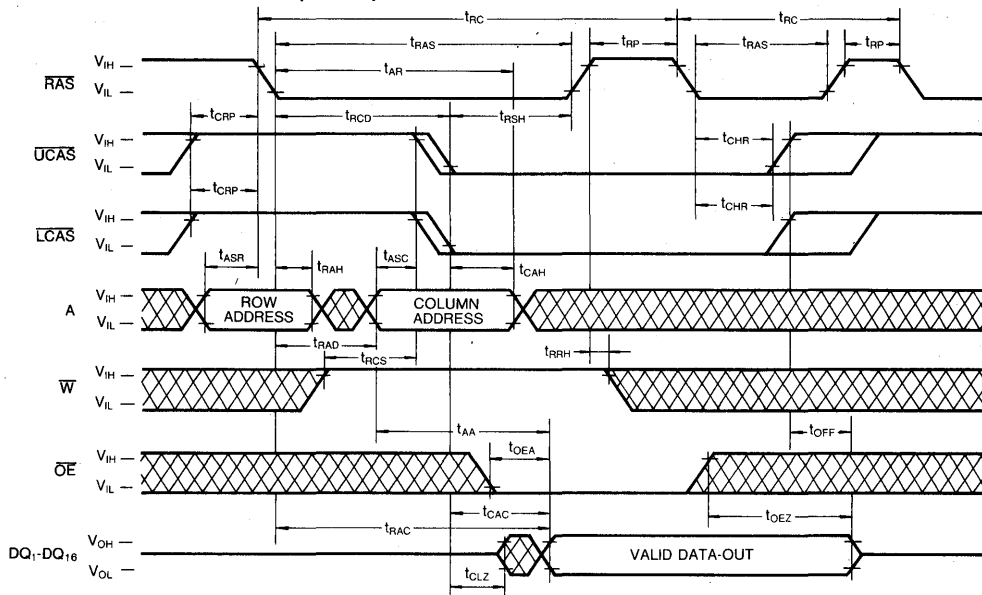 tRC tRC
tRAS tRP tRAS tRP
tAR
RAS VIH
VIL
tCRP tRCD tRSH
UCAS VIH
VIL
tCHR
tCRP
tCHR
LCAS VIH
VIL
tASR tRAH tASC tCAH
A VIH
VIL
ROW ADDRESS
COLUMN ADDRESS
tRAD
tRCS
tRRH
W VIH
VIL
tAA tOFF
tOEA
OE VIH
VIL
tCAC tOEZ
tRAC
DQ1-DQ16 VOH
VOL
VALID DATA-OUT
tCLZ